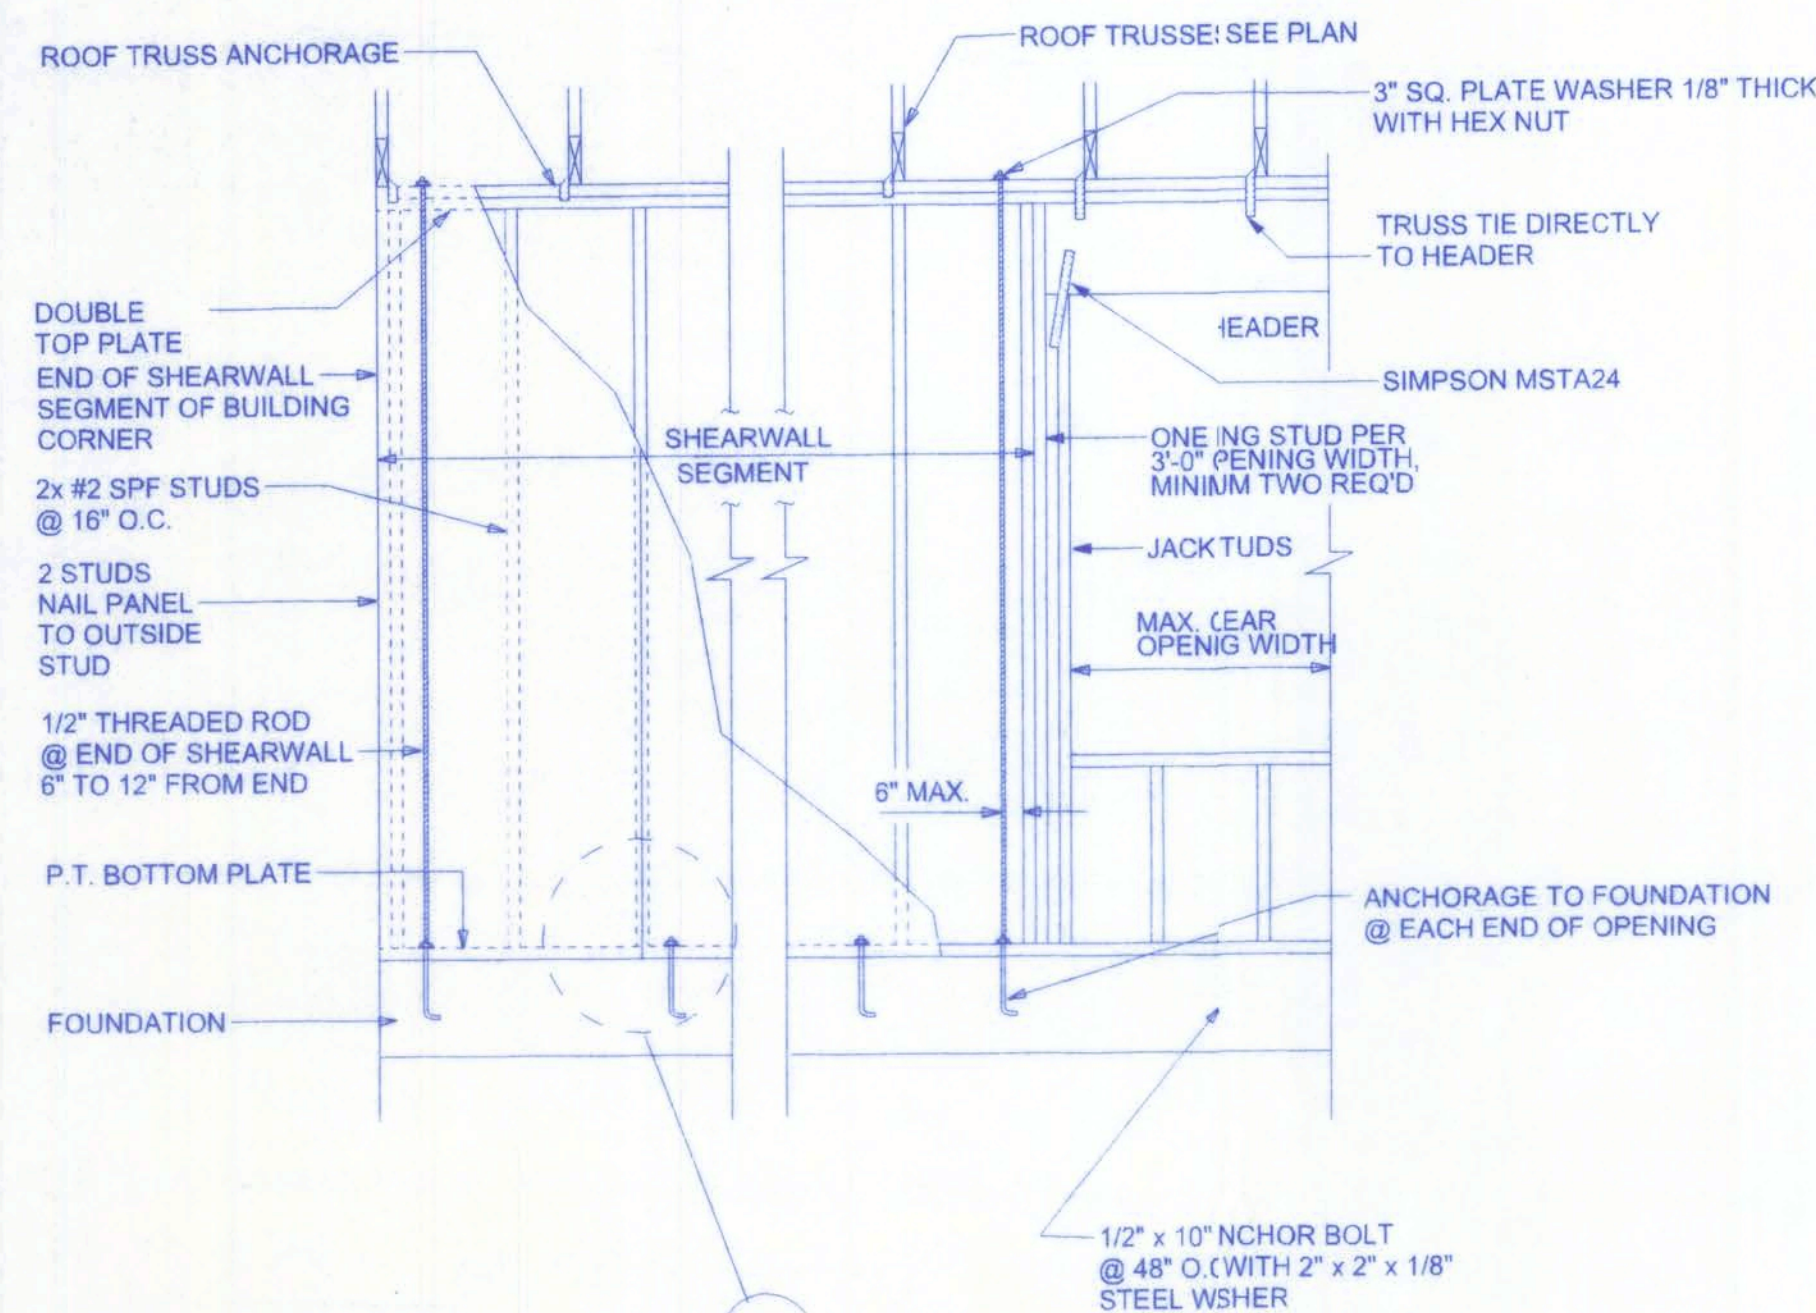 ROOF TRUSS ANCHORAGE
ROOF TRUSSE SEE PLAN
3" SQ. PLATE WASHER 1/8" THICK
WITH HEX NUT
TRUSS TIE DIRECTLY
TO HEADER
DOUBLE
TOP PLATE
END OF SHEARWALL
SEGMENT OF BUILDING
CORNER
2x #2 SPF STUDS
@ 16" O.C.
2 STUDS
NAIL PANEL
TO OUTSIDE
STUD
1/2" THREADED ROD
@ END OF SHEARWALL
6" TO 12" FROM END
P.T. BOTTOM PLATE
FOUNDATION
SHEARWALL
SEGMENT
6" MAX.
EADER
SIMPSON MSTA24
ONE ING STUD PER
3'-0" PENING WIDTH,
MINIUM TWO REQ'D
JACK TUDS
MAX. CEAR
OPENIG WIDTH
ANCHORAGE TO FOUNDATION
@ EACH END OF OPENING
1/2" x 10" NCHOR BOLT
@ 48" O.C WITH 2" x 2" x 1/8"
STEEL WSHER